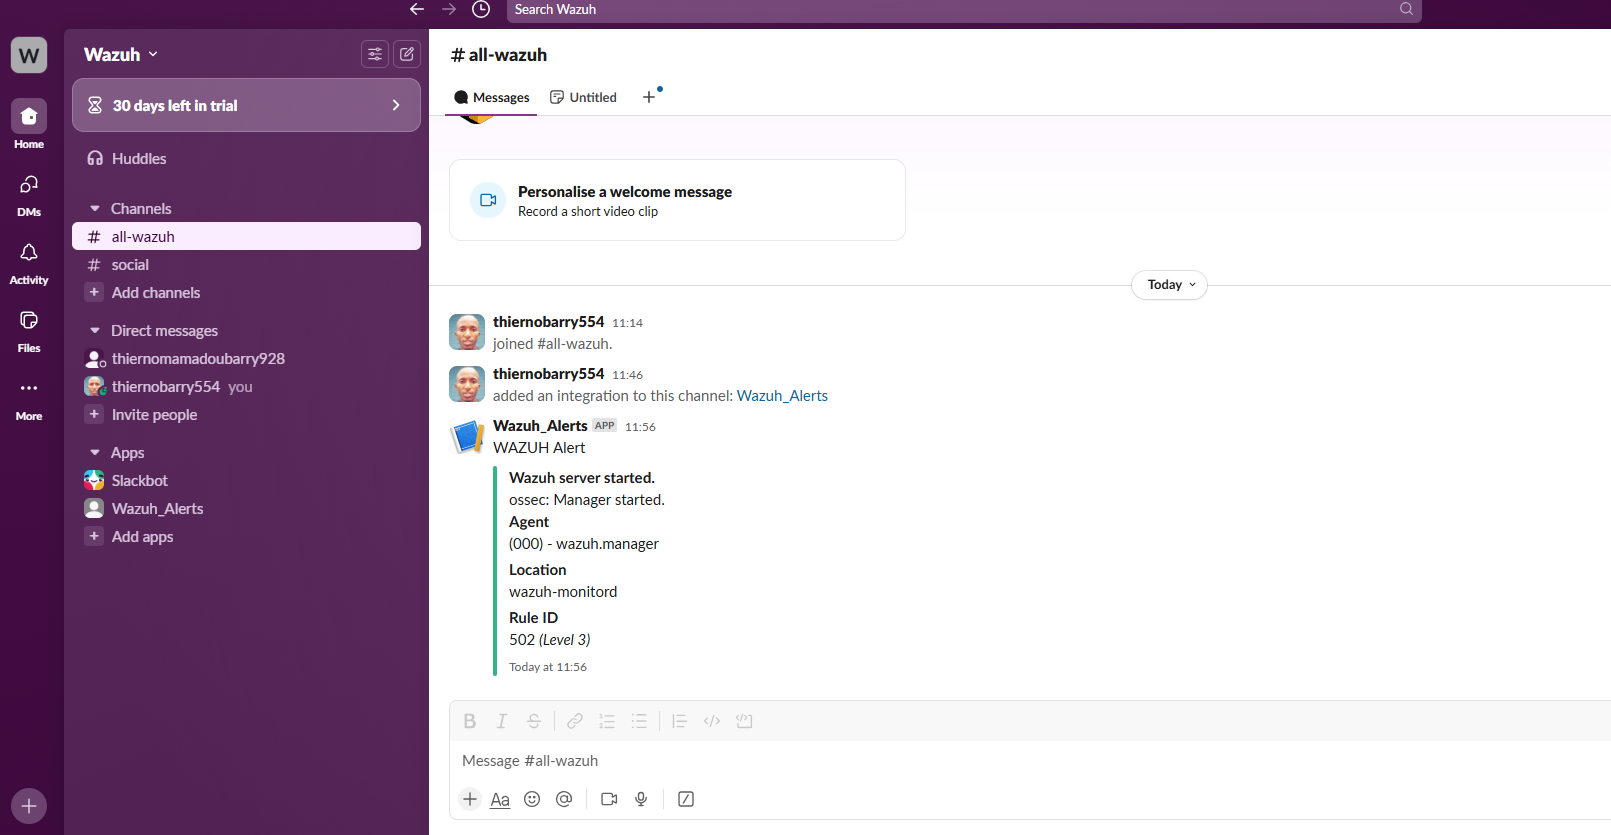 Search Wazuh
W
Wazuh
30 days left in trial
Home
Huddles
DMs
Channels
# all-wazuh
# social
Activity
+ Add channels
Direct messages
Files
thiernomamadoubarry928
thiernobarry554 you
More
+ Invite people
Apps
Slackbot
Wazuh_Alerts
+ Add apps
# all-wazuh
Messages
Untitled
+
Personalise a welcome message
Record a short video clip
Today
thiernobarry554 11:14
joined #all-wazuh.
thiernobarry554 11:46
added an integration to this channel: Wazuh_Alerts
Wazuh_Alerts APP 11:56
WAZUH Alert
Wazuh server started.
ossec: Manager started.
Agent
(000) - wazuh.manager
Location
wazuh-monitord
Rule ID
502 (Level 3)
Today at 11:56
B I S
Message #all-wazuh
+ Aa @